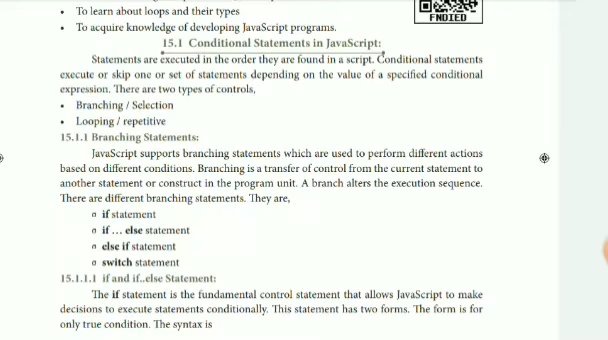 • To learn about loops and their types
• To acquire knowledge of developing JavaScript programs.
FNDIED
15.1 Conditional Statements in JavaScript:
Statements are executed in the order they are found in a script. Conditional statements
execute or skip one or set of statements depending on the value of a specified conditional
expression. There are two types of controls,
• Branching / Selection
• Looping / repetitive
15.1.1 Branching Statements:
JavaScript supports branching statements which are used to perform different actions
based on different conditions. Branching is a transfer of control from the current statement to
another statement or construct in the program unit. A branch alters the execution sequence.
There are different branching statements. They are,
¤ if statement
¤ if … else statement
¤ else if statement
¤ switch statement
15.1.1.1 if and if..else Statement:
The if statement is the fundamental control statement that allows JavaScript to make
decisions to execute statements conditionally. This statement has two forms. The form is for
only true condition. The syntax is